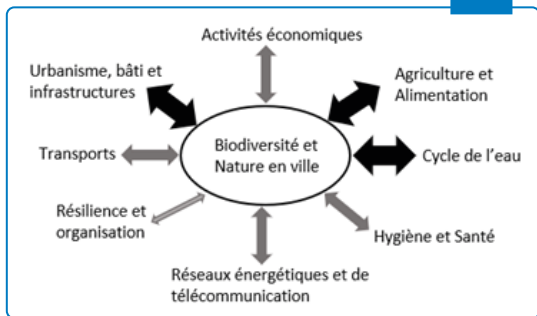 Activités économiques
Urbanisme, bâti et
infrastructures
Agriculture et
Alimentation
Transports
Biodiversité et
Nature en ville
Cycle de l'eau
Résilience et
organisation
Hygiène et Santé
Réseaux énergétiques et de
télécommunication